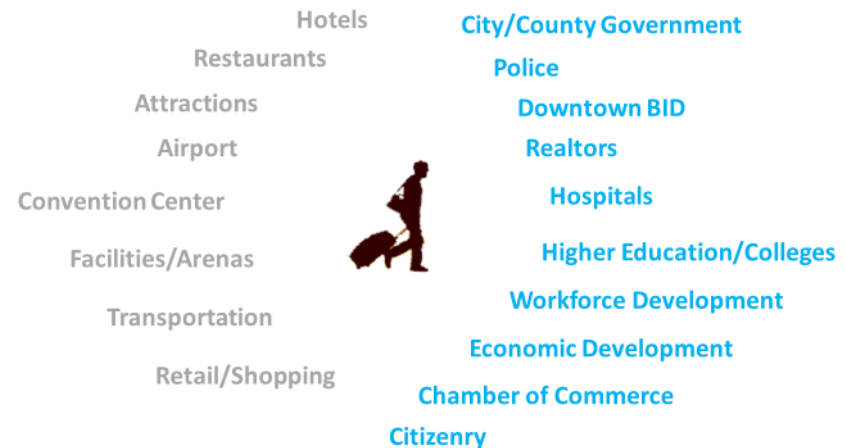 Hotels
City/County Government
Restaurants
Police
Attractions
Downtown BID
Airport
Realtors
Convention Center
Hospitals
Facilities/Arenas
Higher Education/Colleges
Transportation
Workforce Development
Economic Development
Retail/Shopping
Chamber of Commerce
Citizenry